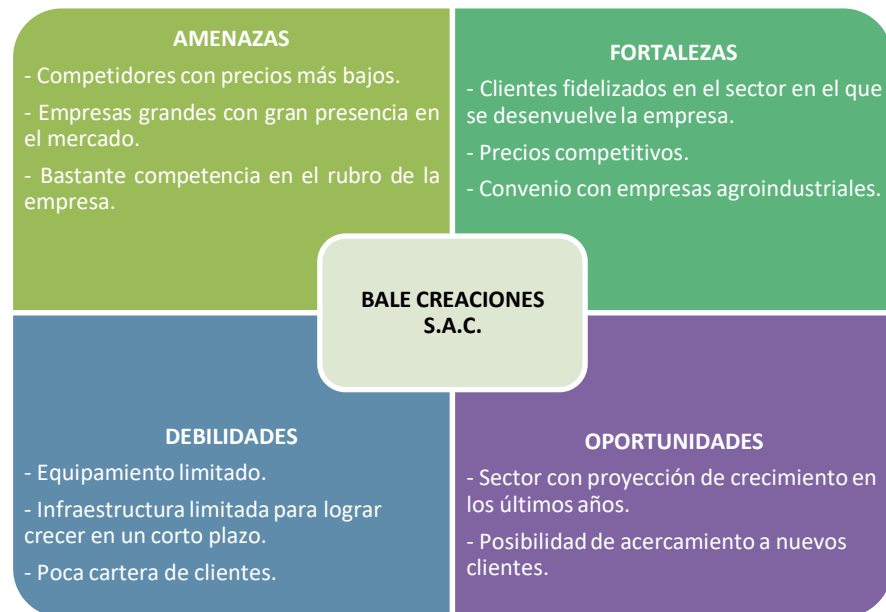 AMENAZAS
- Competidores con precios más bajos.
- Empresas grandes con gran presencia en
el mercado.
- Bastante competencia en el rubro de la
empresa.
FORTALEZAS
- Clientes fidelizados en el sector en el que
se desenvuelve la empresa.
- Precios competitivos.
- Convenio con empresas agroindustriales.
BALE CREACIONES
S.A.C.
DEBILIDADES
- Equipamiento limitado.
- Infraestructura limitada para lograr
crecer en un corto plazo.
- Poca cartera de clientes.
OPORTUNIDADES
- Sector con proyección de crecimiento en
los últimos años.
- Posibilidad de acercamiento a nuevos
clientes.